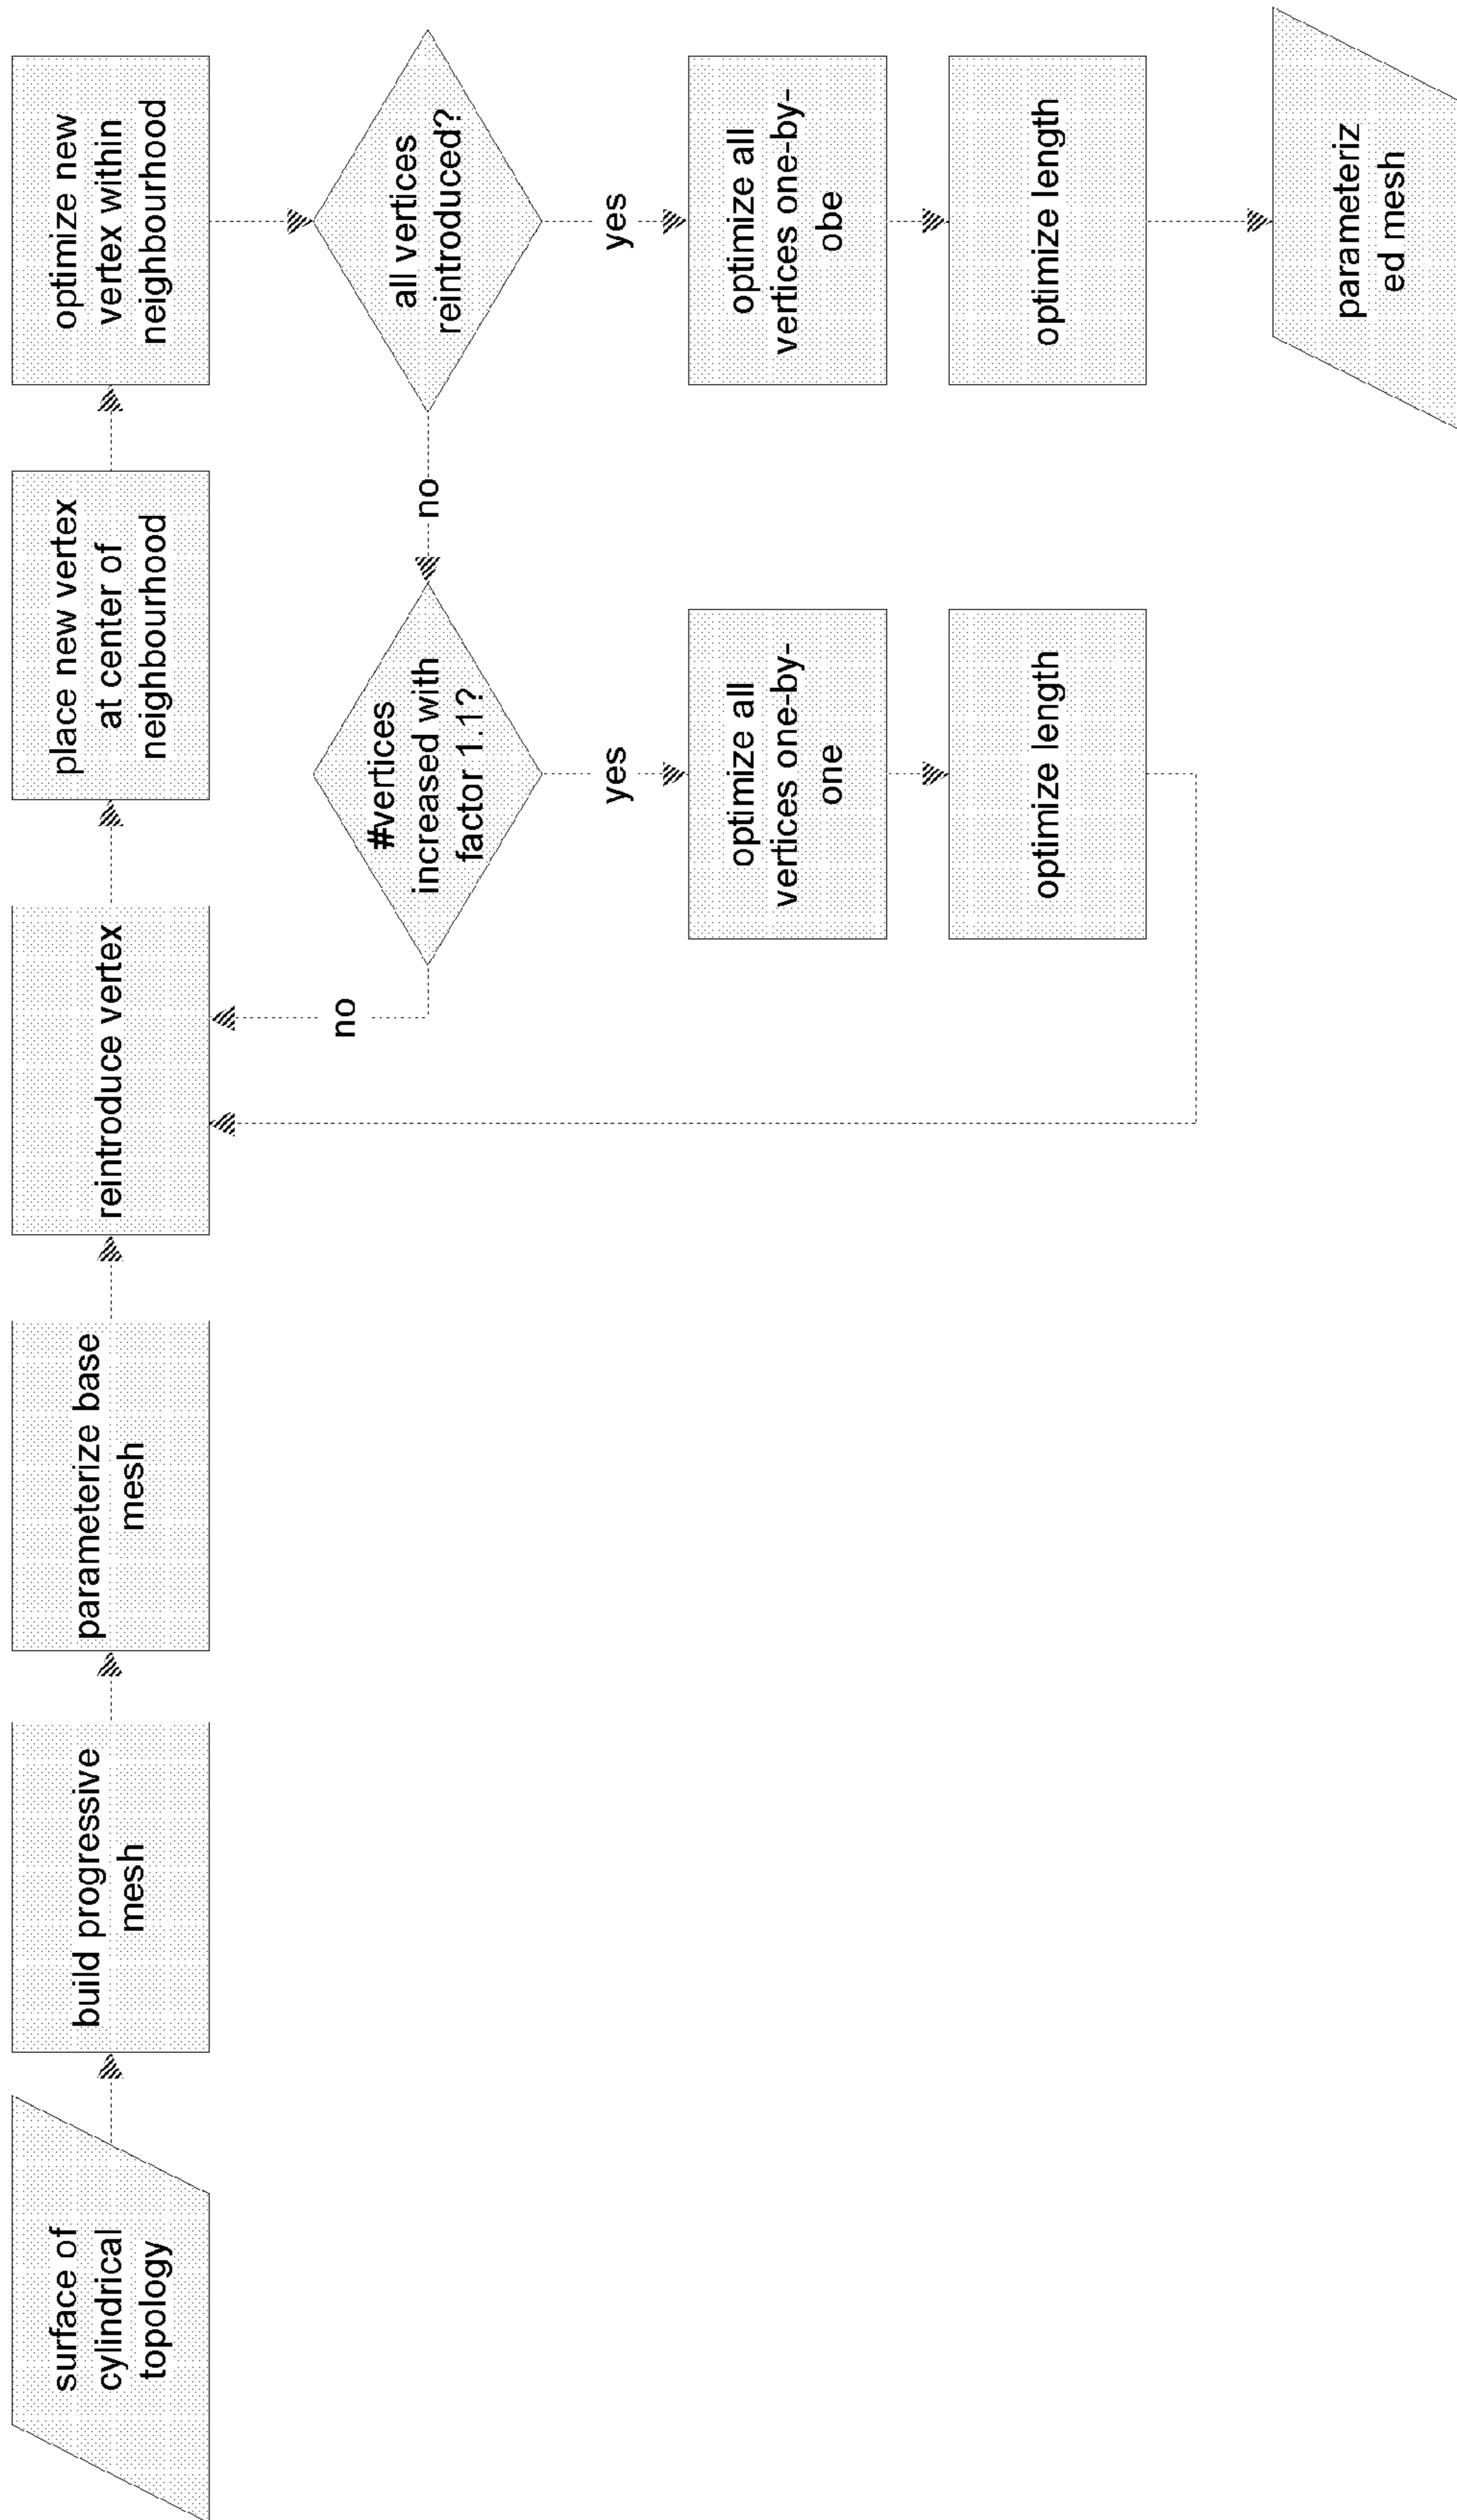 surface of
cylindrical
topology
build progressive
mesh
parameterize base
mesh
reintroduce vertex
place new vertex
at center of
neighbourhood
optimize new
vertex within
neighbourhood
all vertices
reintroduced?
no
#vertices
increased with
factor 1.1?
no
yes
optimize all
vertices one-by-
one
optimize length
yes
optimize all
vertices one-by-
obe
optimize length
parameteriz
ed mesh